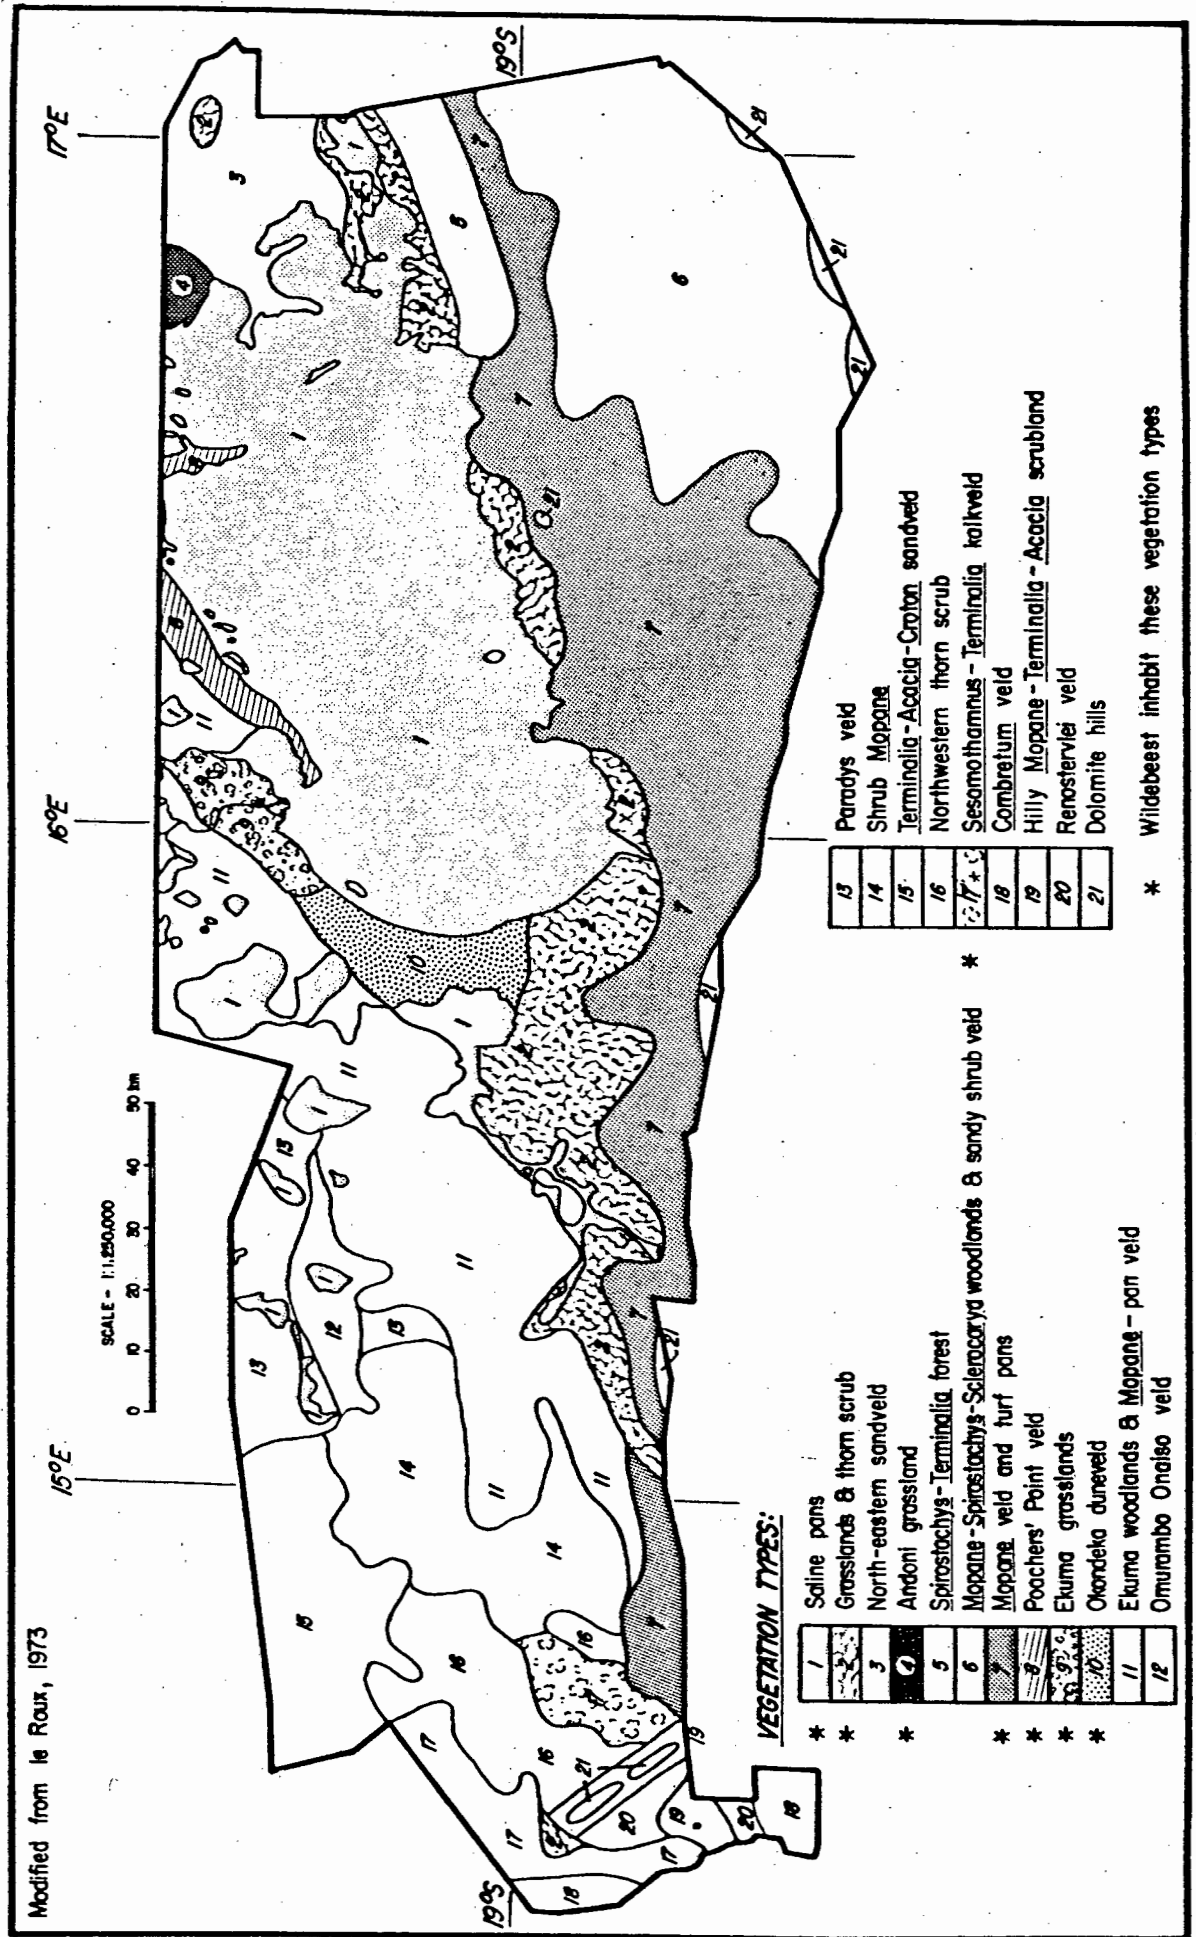 Modified from le Roux, 1973
15°E
16°E
17°E
SCALE - 1:1,250,000
0 10 20 30 40 50 km
19°S
19°S
VEGETATION TYPES:
* 1 Saline pans
* 2 Grasslands & thorn scrub
3 North-eastern sandveld
* 4 Andoni grassland
5 Spirostachys-Terminalia forest
6 Mopane-Spirostachys-Sclerocarya woodlands & sandy shrub veld
* 7 Mopane veld and turf pans
* 8 Poachers' Point veld
* 9 Ekuma grasslands
* 10 Okondeka duneveld
11 Ekuma woodlands & Mopane-pan veld
12 Omurambo Onaiso veld
13 Paradys veld
14 Shrub Mopane
15 Terminalia-Acacia-Croton sandveld
16 Northwestern thorn scrub
* 17 Sesamothamnus-Terminalia kalkveld
18 Combretum veld
19 Hilly Mopane-Terminalia-Acacia scrubland
20 Renostervlei veld
21 Dolomite hills
* Wildebeest inhabit these vegetation types